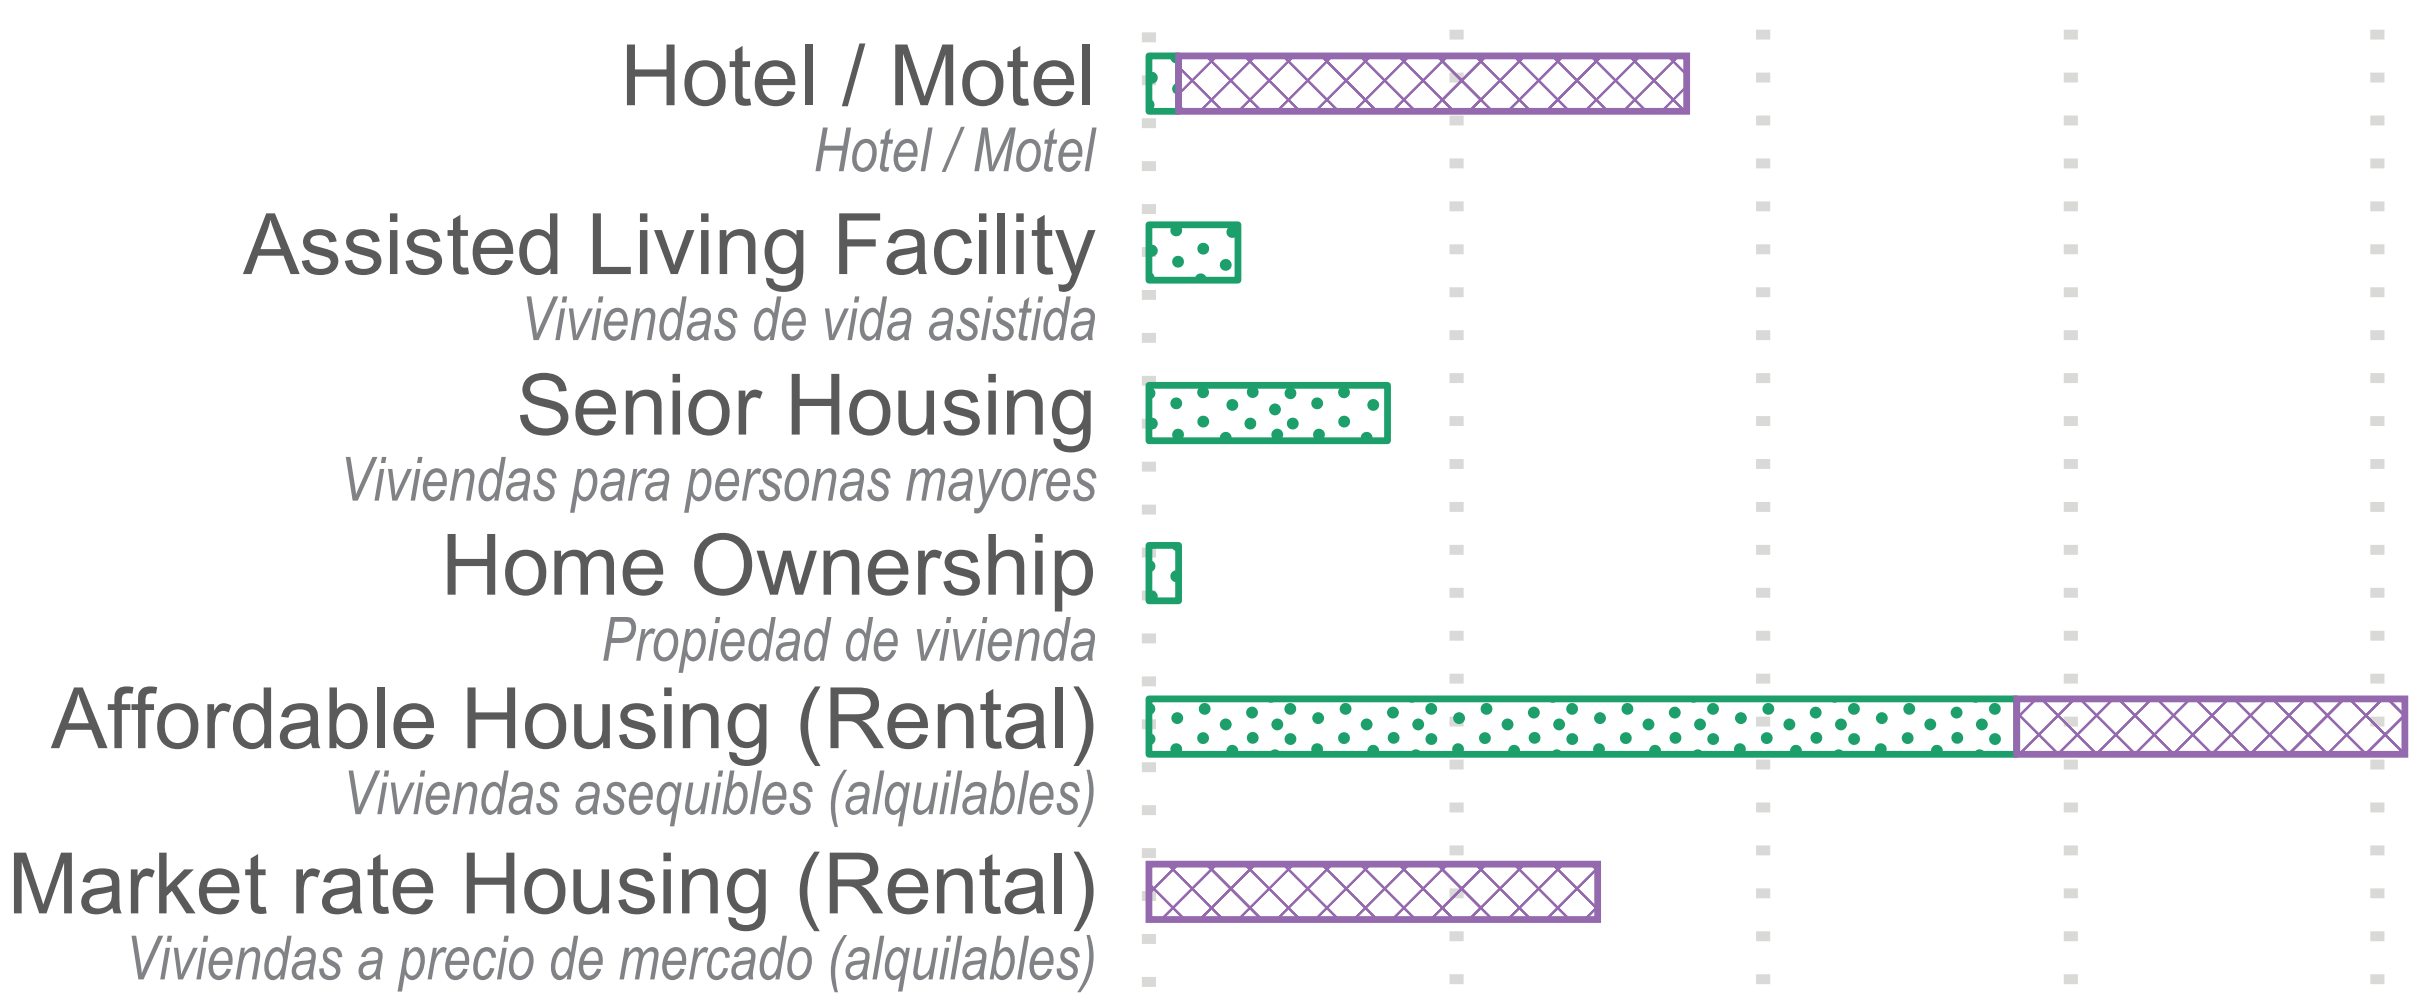 Hotel / Motel
Hotel / Motel
Assisted Living Facility
Viviendas de vida asistida
Senior Housing
Viviendas para personas mayores
Home Ownership
Propiedad de vivienda
Affordable Housing (Rental)
Viviendas asequibles (alquilables)
Market rate Housing (Rental)
Viviendas a precio de mercado (alquilables)